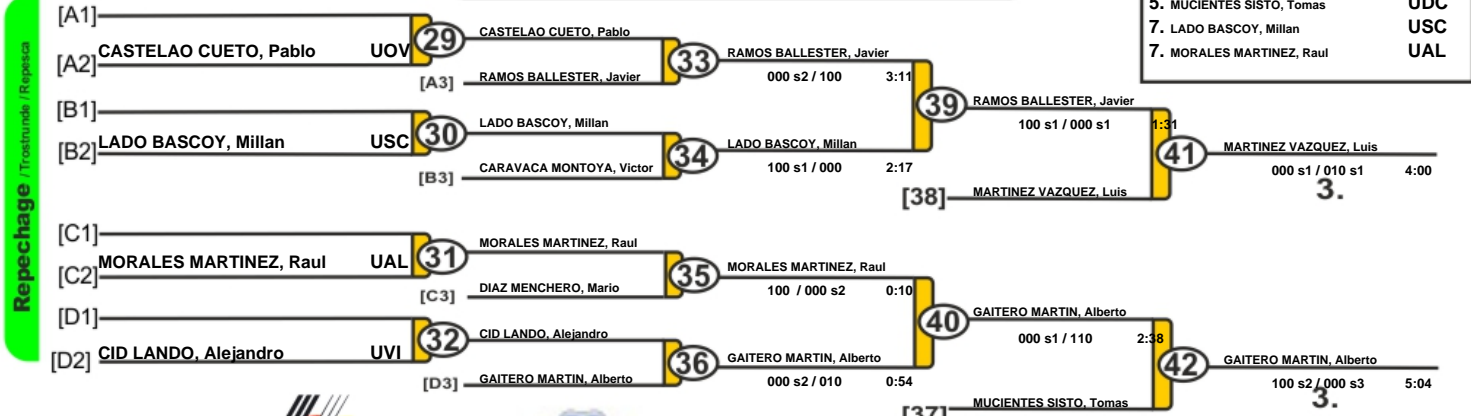 5. MUCIENTES SISTO, Tomas UDC
7. LADO BASCOY, Millan USC
7. MORALES MARTINEZ, Raul UAL
Repechage / Trostrunde / Repesca
[A1]
[A2] CASTELAO CUETO, Pablo UOV
29
CASTELAO CUETO, Pablo
[A3] RAMOS BALLESTER, Javier
33
RAMOS BALLESTER, Javier
000 s2 / 100 3:11
[B1]
[B2] LADO BASCOY, Millan USC
30
LADO BASCOY, Millan
[B3] CARAVACA MONTOYA, Victor
34
LADO BASCOY, Millan
100 s1 / 000 2:17
39
RAMOS BALLESTER, Javier
100 s1 / 000 s1 1:31
[38] MARTINEZ VAZQUEZ, Luis
41
MARTINEZ VAZQUEZ, Luis
000 s1 / 010 s1 4:00
3.
[C1]
[C2] MORALES MARTINEZ, Raul UAL
31
MORALES MARTINEZ, Raul
[C3] DIAZ MENCHERO, Mario
35
MORALES MARTINEZ, Raul
100 / 000 s2 0:10
[D1]
[D2] CID LANDO, Alejandro UVI
32
CID LANDO, Alejandro
[D3] GAITERO MARTIN, Alberto
36
GAITERO MARTIN, Alberto
000 s2 / 010 0:54
40
GAITERO MARTIN, Alberto
000 s1 / 110 2:38
[37] MUCIENTES SISTO, Tomas
42
GAITERO MARTIN, Alberto
100 s2 / 000 s3 5:04
3.